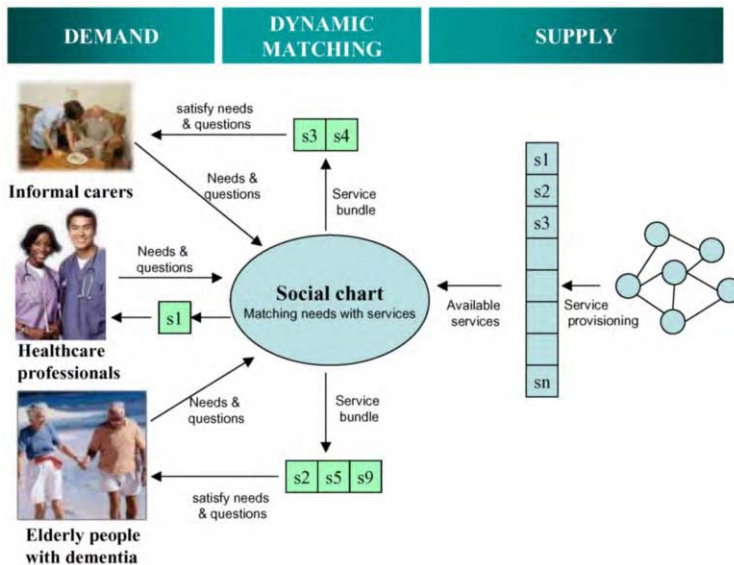 DEMAND
DYNAMIC
MATCHING
SUPPLY
satisfy needs
& questions
s3
s4
Informal carers
Needs &
questions
Service
bundle
s1
s2
s3
sn
Needs &
questions
Social chart
Matching needs with services
s1
Available
services
Service
provisioning
Healthcare
professionals
Needs &
questions
Service
bundle
s2
s5
s9
satisfy needs
& questions
Elderly people
with dementia